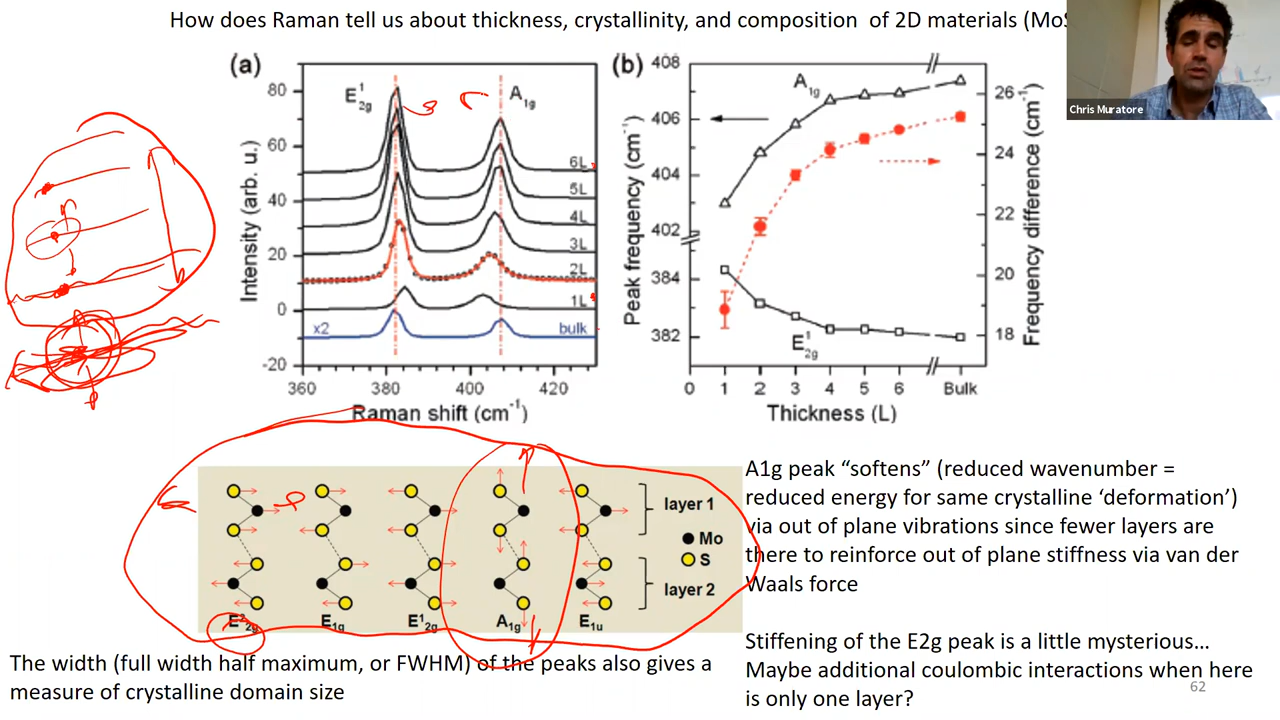 How does Raman tell us about thickness, crystallinity, and composition of 2D materials (MoS
Chris Muratore
(a)
80
60
40
20
0
-20
Intensity (arb. u.)
E¹2g
A1g
6L
5L
4L
3L
2L
1L
x2
bulk
360
380
400
420
Raman shift (cm⁻¹)
(b)
408
406
404
402
384
382
Peak frequency (cm⁻¹)
A1g
E¹2g
26
24
22
20
18
Frequency difference (cm⁻¹)
0
1
2
3
4
5
6
Bulk
Thickness (L)
layer 1
Mo
S
layer 2
E²2g
E1g
E¹2g
A1g
E1u
A1g peak “softens” (reduced wavenumber =
reduced energy for same crystalline ‘deformation’)
via out of plane vibrations since fewer layers are
there to reinforce out of plane stiffness via van der
Waals force
Stiffening of the E2g peak is a little mysterious...
Maybe additional coulombic interactions when here
is only one layer?
The width (full width half maximum, or FWHM) of the peaks also gives a
measure of crystalline domain size
62